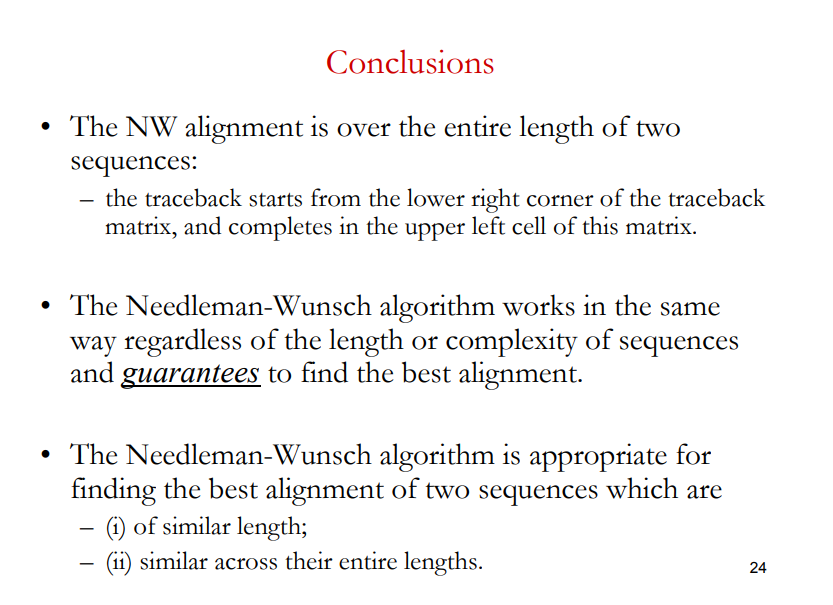 Conclusions
• The NW alignment is over the entire length of two
sequences:
– the traceback starts from the lower right corner of the traceback
matrix, and completes in the upper left cell of this matrix.
• The Needleman-Wunsch algorithm works in the same
way regardless of the length or complexity of sequences
and guarantees to find the best alignment.
• The Needleman-Wunsch algorithm is appropriate for
finding the best alignment of two sequences which are
– (i) of similar length;
– (ii) similar across their entire lengths.
24